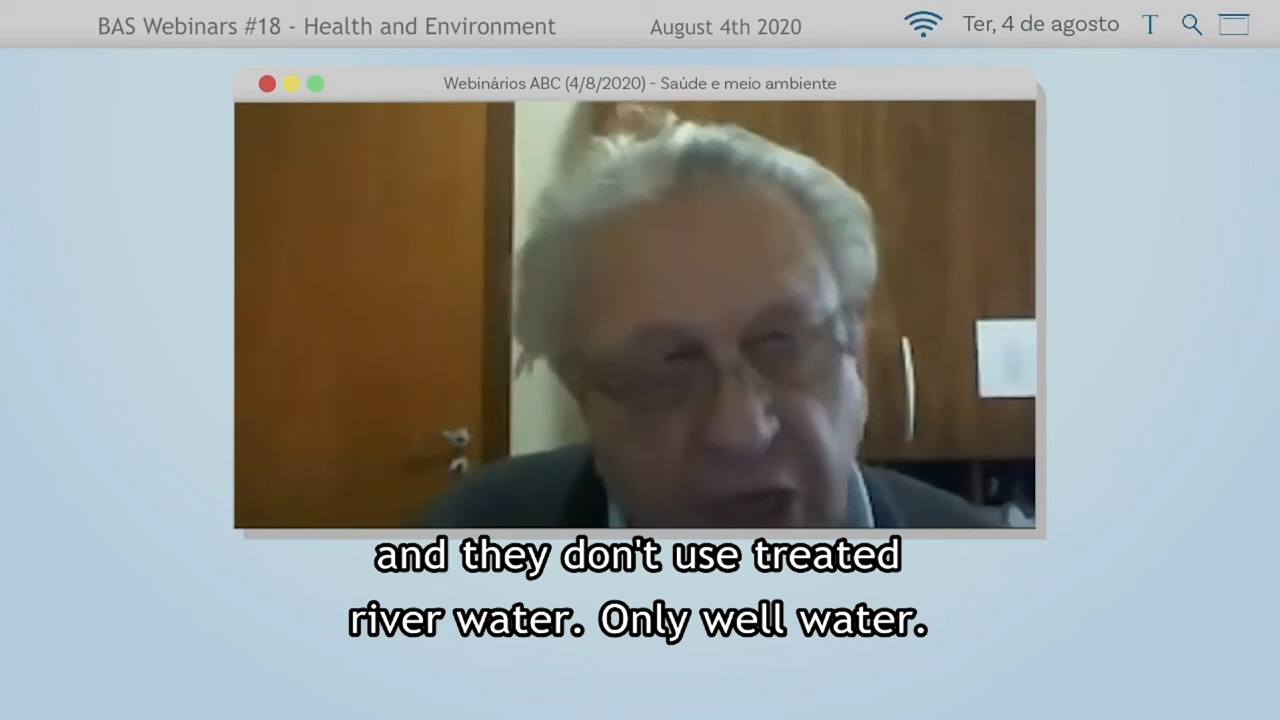 BAS Webinars #18 - Health and Environment
August 4th 2020
Ter, 4 de agosto
T
Webinários ABC (4/8/2020) - Saúde e meio ambiente
and they don't use treated
river water. Only well water.